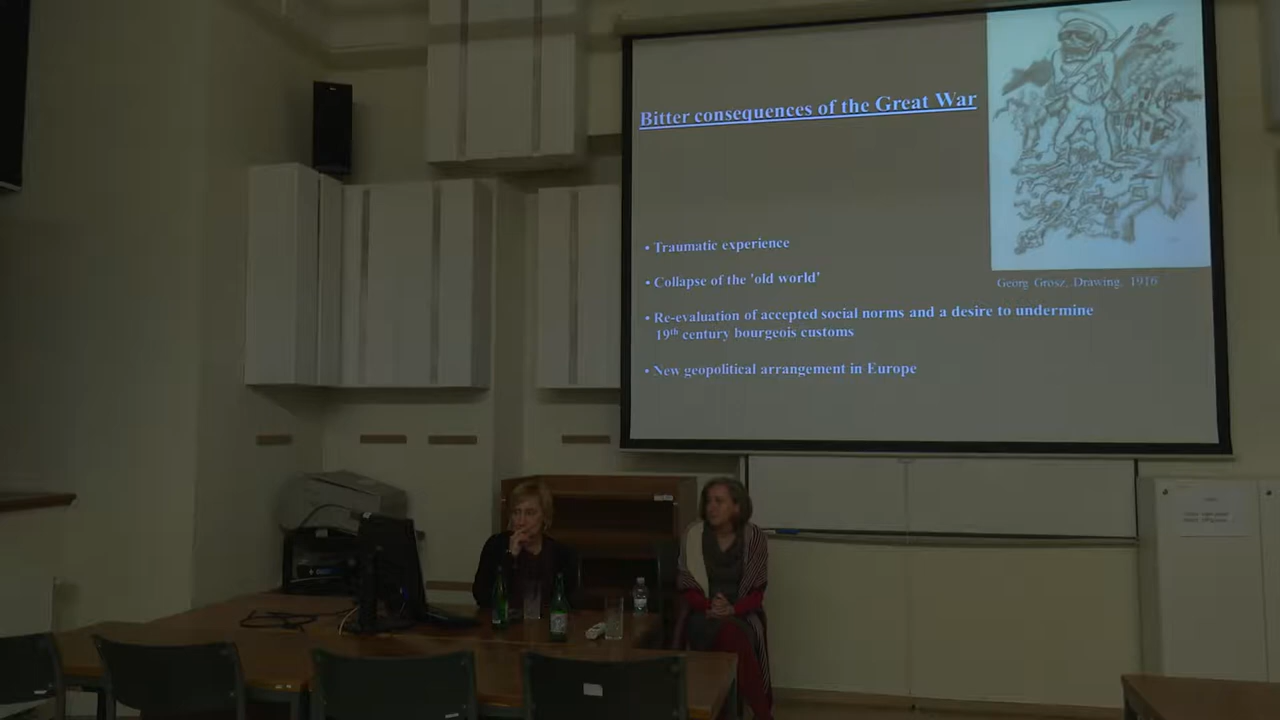 Bitter consequences of the Great War
• Traumatic experience
• Collapse of the 'old world'
Georg Grosz, Drawing, 1916
• Re-evaluation of accepted social norms and a desire to undermine
19th century bourgeois customs
• New geopolitical arrangement in Europe